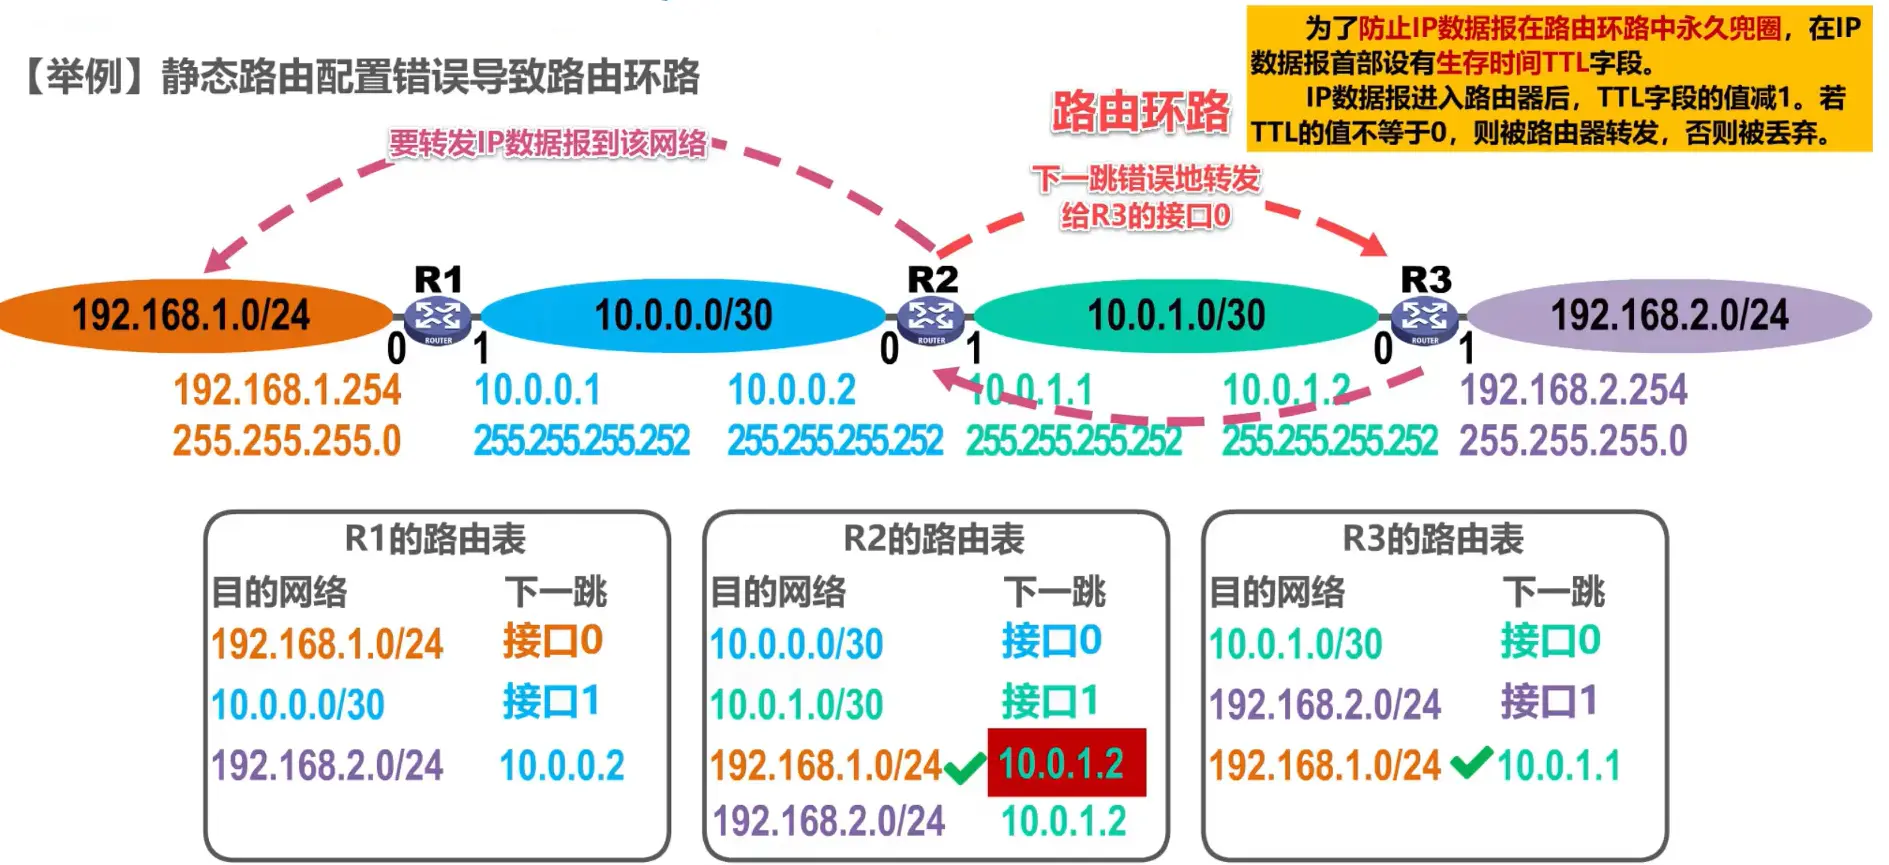 为了防止IP数据报在路由环路中永久兜圈，在IP
数据报首部设有生存时间TTL字段。
IP数据报进入路由器后，TTL字段的值减1。若
TTL的值不等于0，则被路由器转发，否则被丢弃。
【举例】静态路由配置错误导致路由环路
路由环路
要转发IP数据报到该网络
下一跳错误地转发
给R3的接口0
R1
R2
R3
192.168.1.0/24
10.0.0.0/30
10.0.1.0/30
192.168.2.0/24
ROUTER
ROUTER
ROUTER
0
1
0
1
0
1
192.168.1.254
10.0.0.1
10.0.0.2
10.0.1.1
10.0.1.2
192.168.2.254
255.255.255.0
255.255.255.252
255.255.255.252
255.255.255.252
255.255.255.252
255.255.255.0
R1的路由表
目的网络 下一跳
192.168.1.0/24 接口0
10.0.0.0/30 接口1
192.168.2.0/24 10.0.0.2
R2的路由表
目的网络 下一跳
10.0.0.0/30 接口0
10.0.1.0/30 接口1
192.168.1.0/24 10.0.1.2
192.168.2.0/24 10.0.1.2
R3的路由表
目的网络 下一跳
10.0.1.0/30 接口0
192.168.2.0/24 接口1
192.168.1.0/24 10.0.1.1